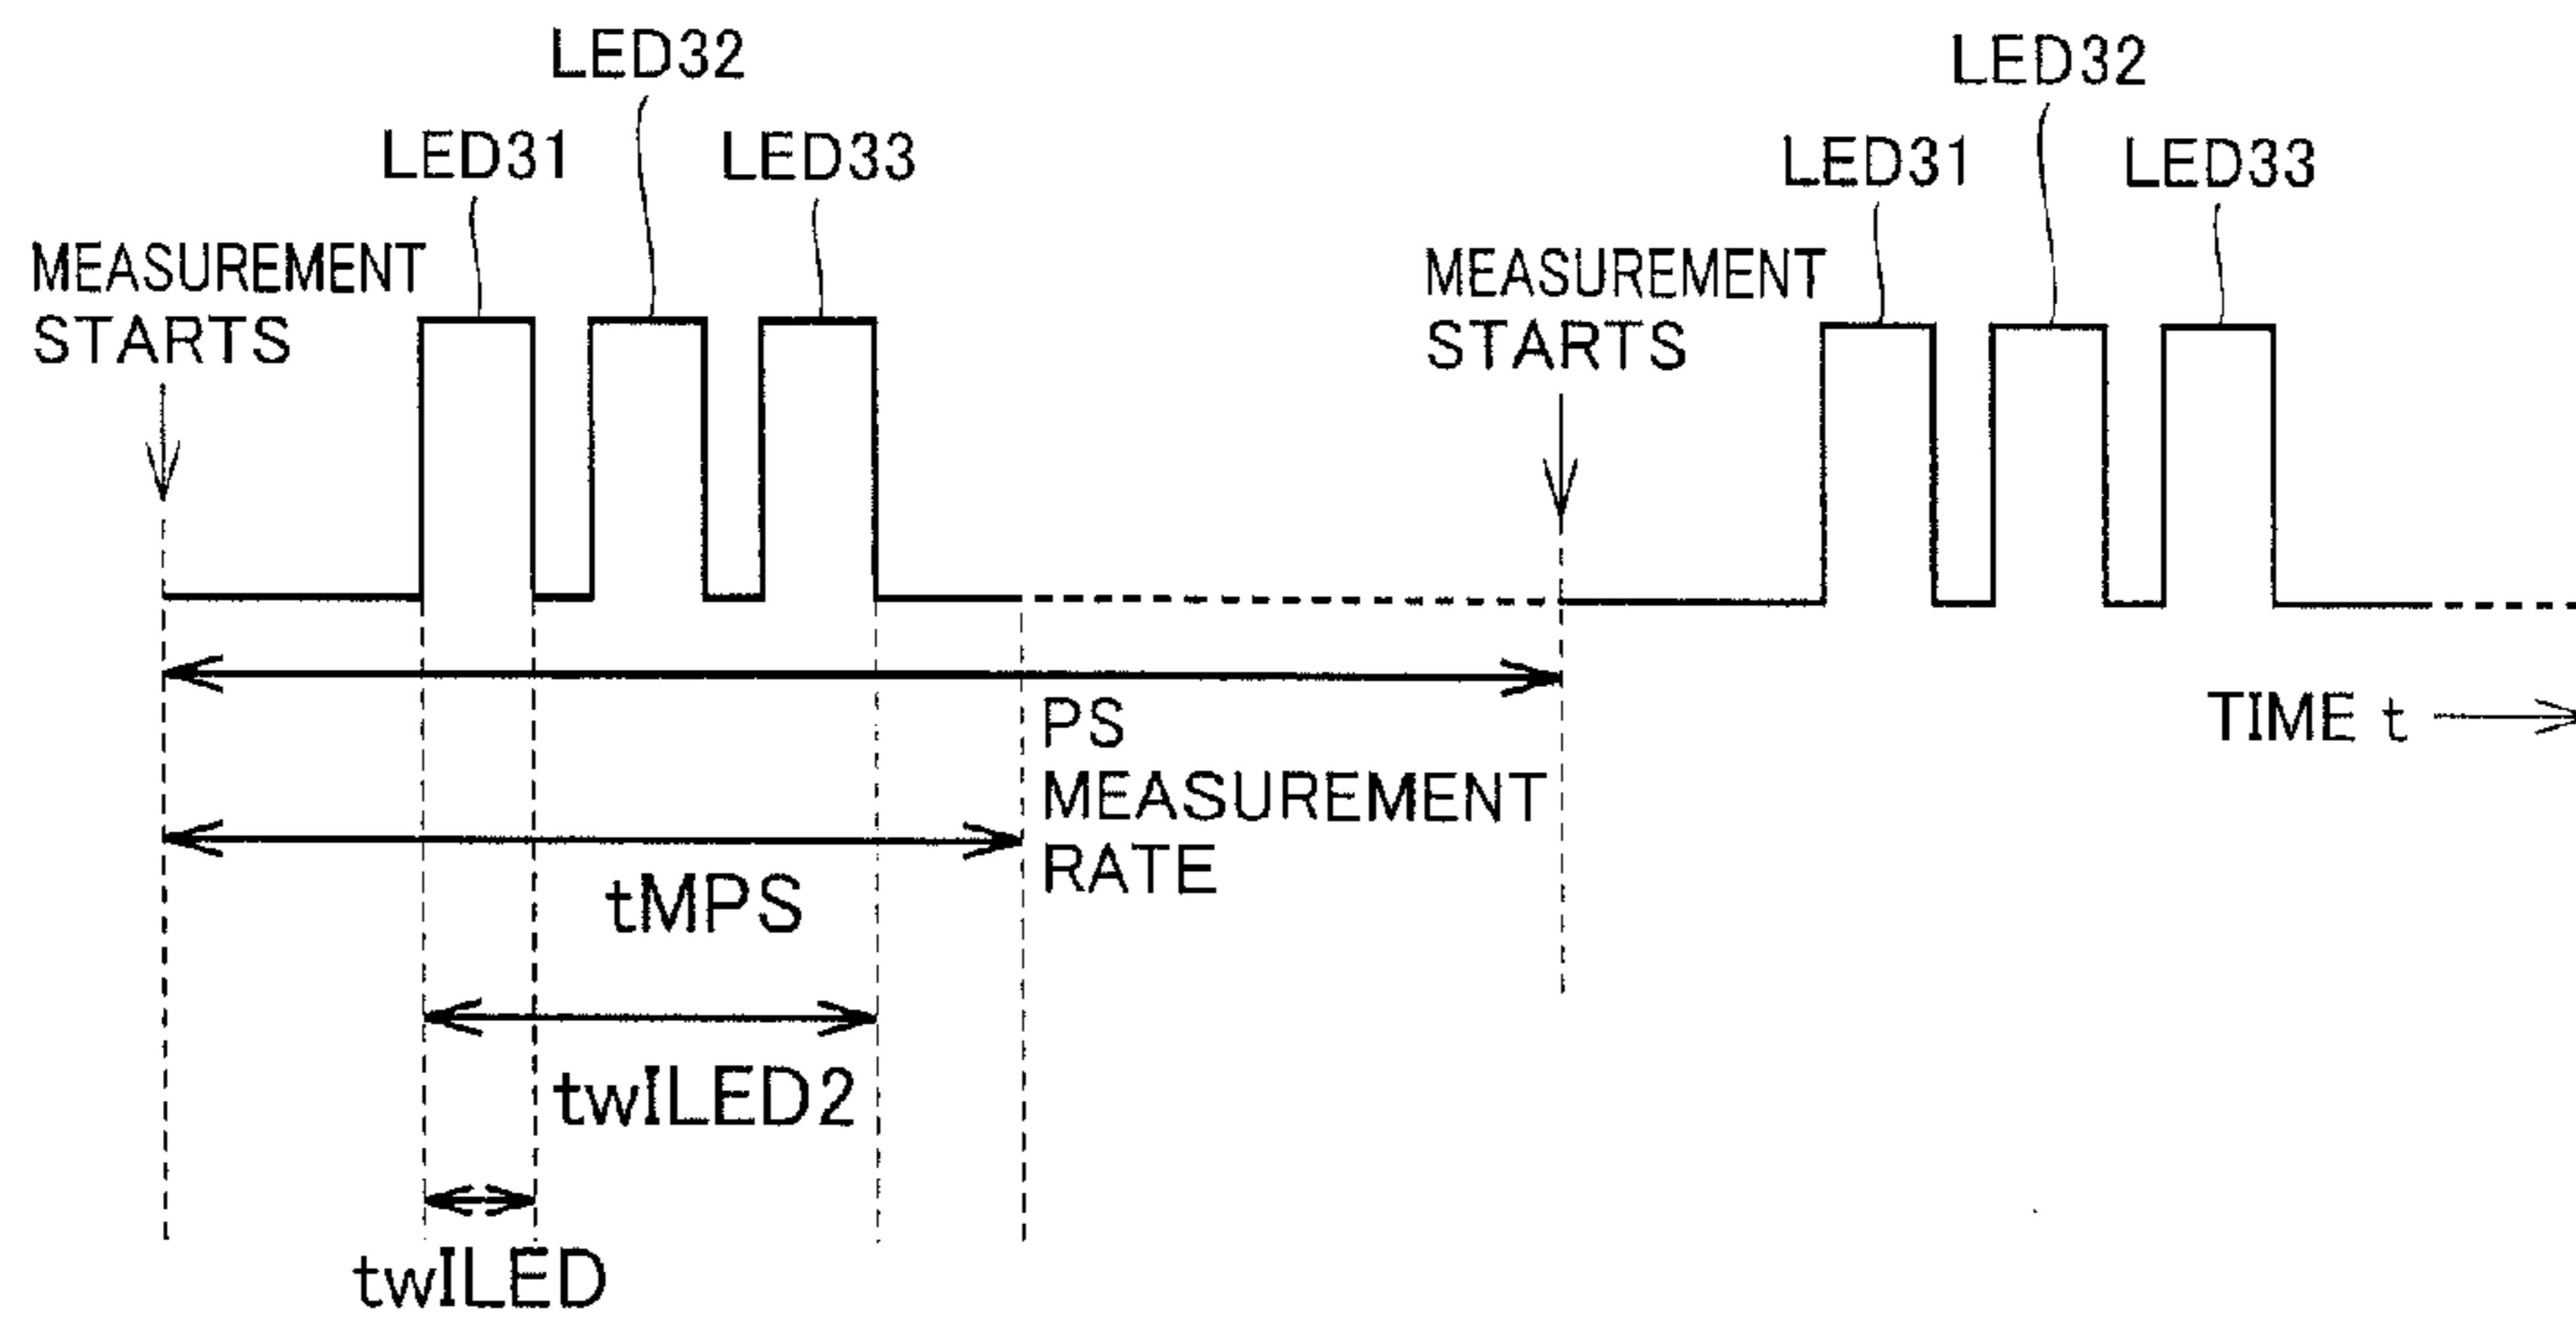 LED32
LED31
LED33
MEASUREMENT
STARTS
LED32
LED31
LED33
MEASUREMENT
STARTS
PS
MEASUREMENT
RATE
TIME t
tMPS
twILED2
twILED